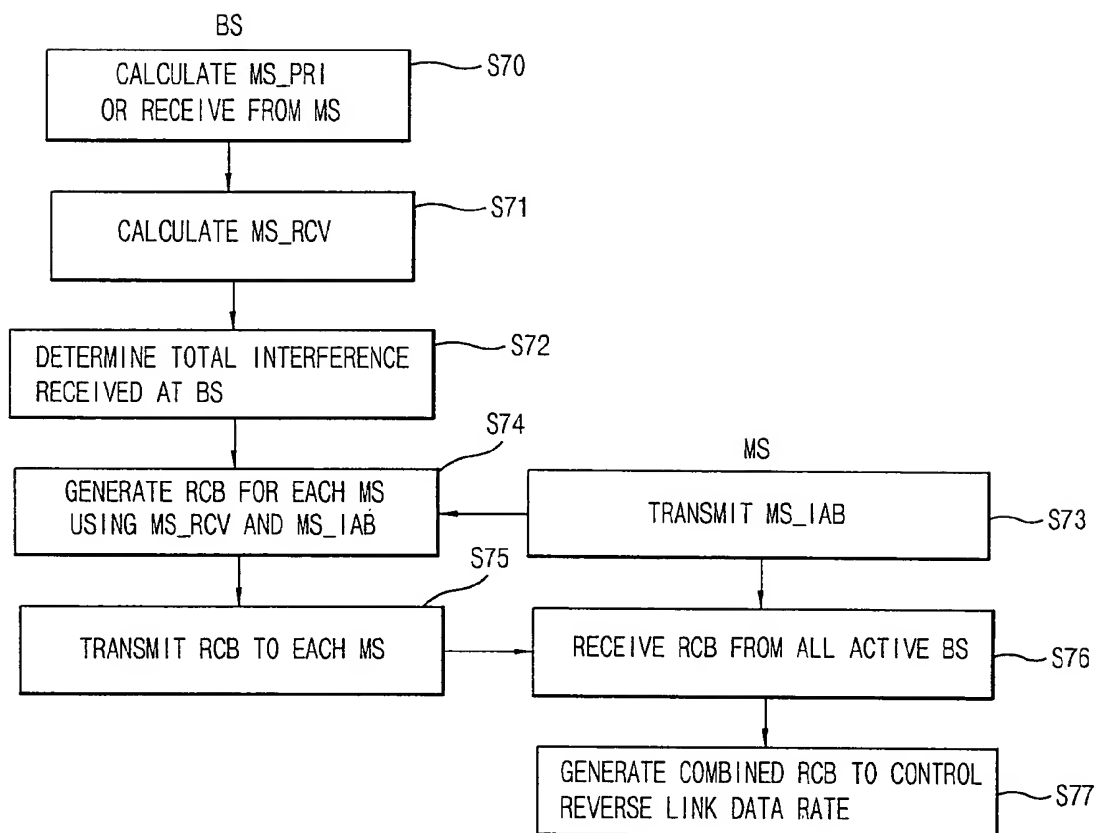 BS
CALCULATE MS_PRI
OR RECEIVE FROM MS
S70
CALCULATE MS_RCV
S71
DETERMINE TOTAL INTERFERENCE
RECEIVED AT BS
S72
GENERATE RCB FOR EACH MS
USING MS_RCV AND MS_IAB
S74
MS
TRANSMIT MS_IAB
S73
TRANSMIT RCB TO EACH MS
S75
RECEIVE RCB FROM ALL ACTIVE BS
S76
GENERATE COMBINED RCB TO CONTROL
REVERSE LINK DATA RATE
S77